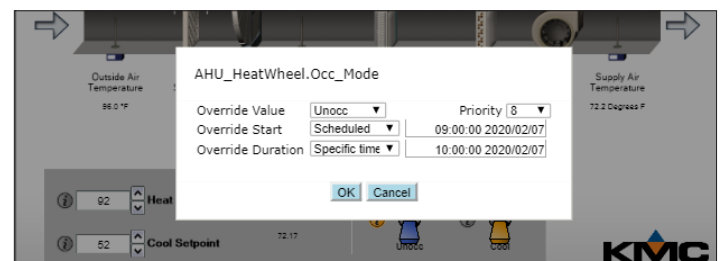 AHU_HeatWheel.Occ_Mode
Outside Air
Temperature
96.0 °F
Supply Air
Temperature
72.2 Degrees F
Override Value Unocc ▼ Priority 8 ▼
Override Start Scheduled ▼ 09:00:00 2020/02/07
Override Duration Specific time ▼ 10:00:00 2020/02/07
OK Cancel
92 Heat
52 Cool Setpoint
72.17
Unocc
Cool
KMC